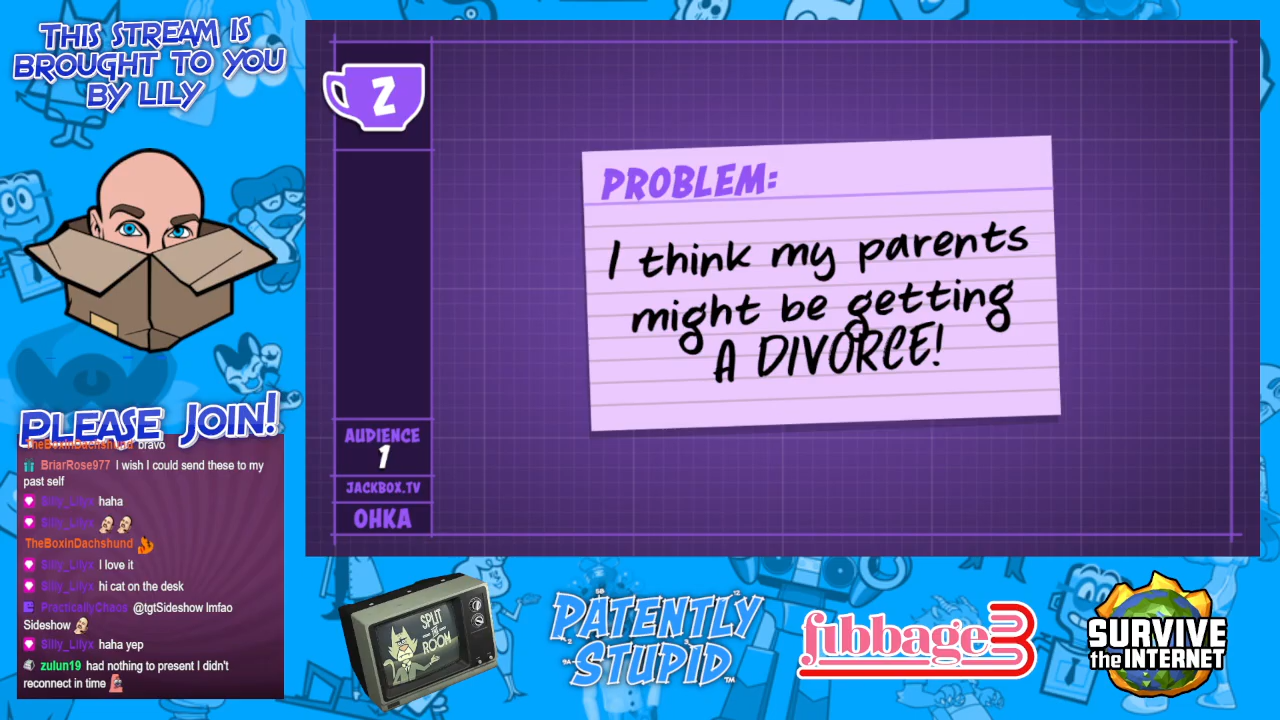 THIS STREAM IS
BROUGHT TO YOU
BY LILY
PLEASE JOIN!
TheBoxinDachshund bravo
BriarRose977 I wish I could send these to my
past self
Silly_Lilyx haha
Silly_Lilyx
TheBoxinDachshund
Silly_Lilyx I love it
Silly_Lilyx hi cat on the desk
PracticallyChaos @tgtSideshow lmfao
Sideshow
Silly_Lilyx haha yep
zulun19 had nothing to present I didn't
reconnect in time
Z
AUDIENCE
1
JACKBOX.TV
OHKA
PROBLEM:
I think my parents
might be getting
A DIVORCE!
SPLIT
THE
ROOM
PATENTLY
STUPID™
fibbage 3
SURVIVE
the INTERNET